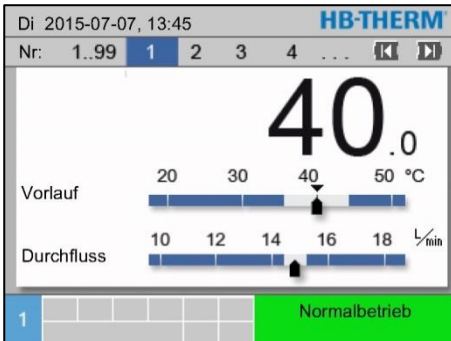 Di 2015-07-07, 13:45 HB-THERM
Nr: 1..99 1 2 3 4 ...
40.0
20 30 40 50 °C
Vorlauf
10 12 14 16 18 L/min
Durchfluss
1 Normalbetrieb